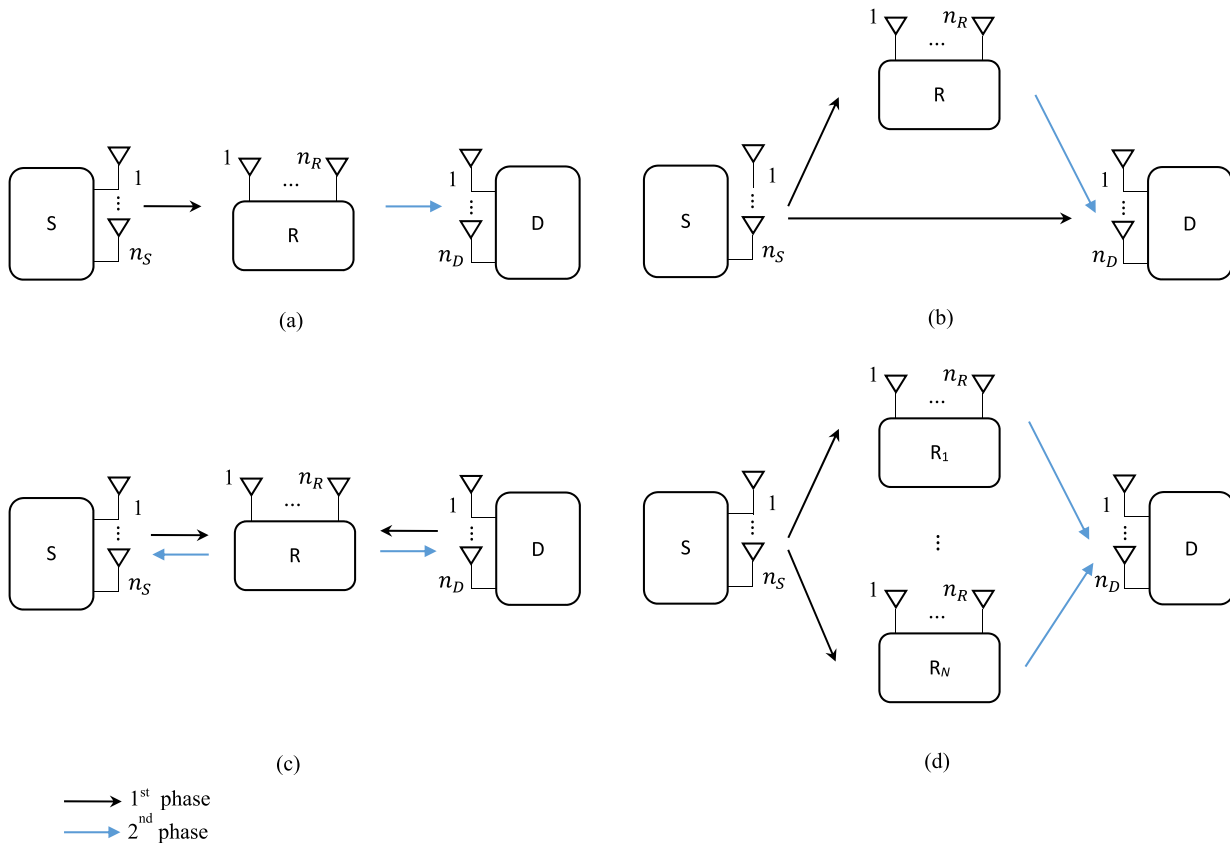 1 ... n_R
S 1 ⋮ n_S
R
1 ⋮ n_D D
(a)
1 ... n_R
R
S 1 ⋮ n_S
1 ⋮ n_D D
(b)
1 ... n_R
S 1 ⋮ n_S
R
1 ⋮ n_D D
(c)
1 ... n_R
R₁
S 1 ⋮ n_S
⋮
1 ⋮ n_D D
1 ... n_R
R_N
(d)
1st phase
2nd phase